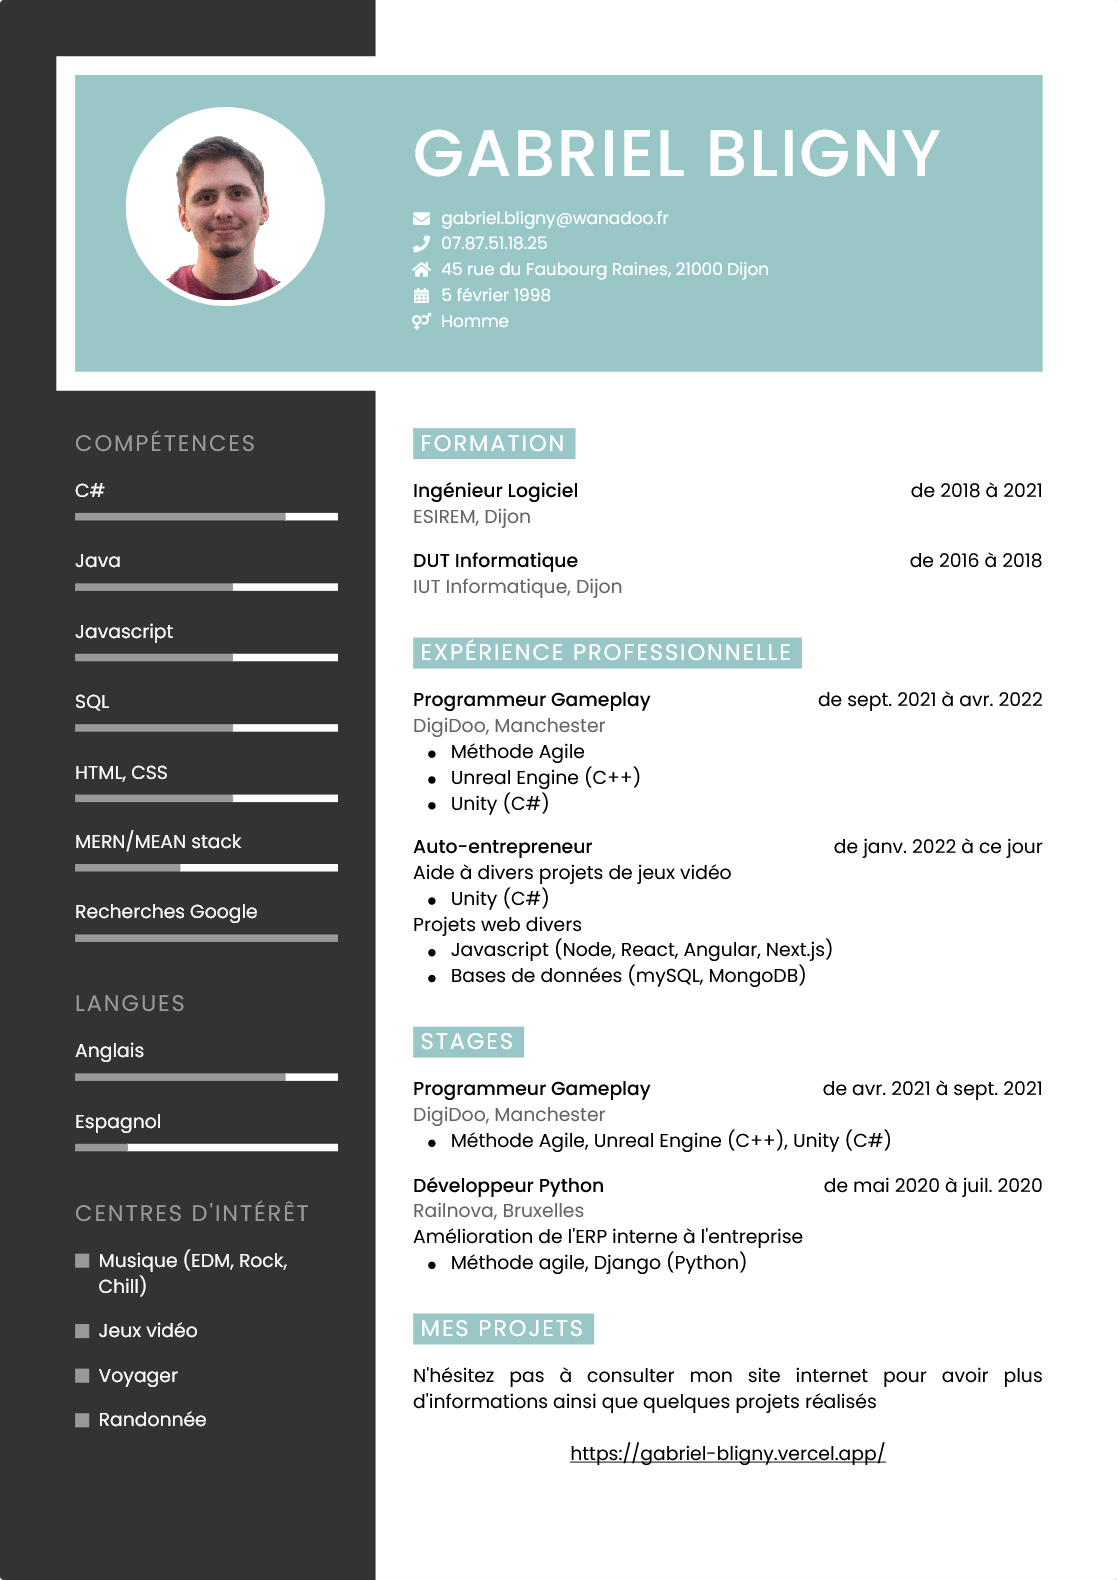 GABRIEL BLIGNY
gabriel.bligny@wanadoo.fr
07.87.51.18.25
45 rue du Faubourg Raines, 21000 Dijon
5 février 1998
Homme
COMPÉTENCES
C#
Java
Javascript
SQL
HTML, CSS
MERN/MEAN stack
Recherches Google
LANGUES
Anglais
Espagnol
CENTRES D'INTÉRÊT
Musique (EDM, Rock,
Chill)
Jeux vidéo
Voyager
Randonnée
FORMATION
Ingénieur Logiciel de 2018 à 2021
ESIREM, Dijon
DUT Informatique de 2016 à 2018
IUT Informatique, Dijon
EXPÉRIENCE PROFESSIONNELLE
Programmeur Gameplay de sept. 2021 à avr. 2022
DigiDoo, Manchester
• Méthode Agile
• Unreal Engine (C++)
• Unity (C#)
Auto-entrepreneur de janv. 2022 à ce jour
Aide à divers projets de jeux vidéo
• Unity (C#)
Projets web divers
• Javascript (Node, React, Angular, Next.js)
• Bases de données (mySQL, MongoDB)
STAGES
Programmeur Gameplay de avr. 2021 à sept. 2021
DigiDoo, Manchester
• Méthode Agile, Unreal Engine (C++), Unity (C#)
Développeur Python de mai 2020 à juil. 2020
Railnova, Bruxelles
Amélioration de l'ERP interne à l'entreprise
• Méthode agile, Django (Python)
MES PROJETS
N'hésitez pas à consulter mon site internet pour avoir plus
d'informations ainsi que quelques projets réalisés
https://gabriel-bligny.vercel.app/